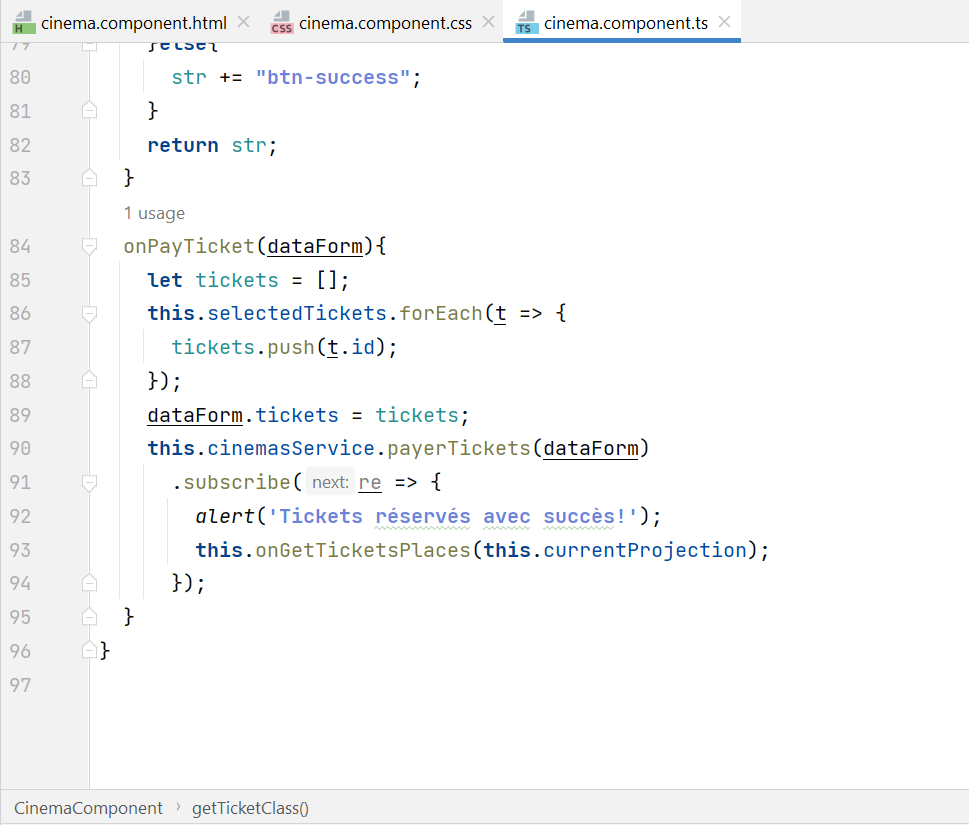 cinema.component.html cinema.component.css cinema.component.ts
79 }else{
80 str += "btn-success";
81 }
82 return str;
83 }
1 usage
84 onPayTicket(dataForm){
85 let tickets = [];
86 this.selectedTickets.forEach(t => {
87 tickets.push(t.id);
88 });
89 dataForm.tickets = tickets;
90 this.cinemasService.payerTickets(dataForm)
91 .subscribe( next: re => {
92 alert('Tickets réservés avec succès!');
93 this.onGetTicketsPlaces(this.currentProjection);
94 });
95 }
96 }
97
CinemaComponent › getTicketClass()